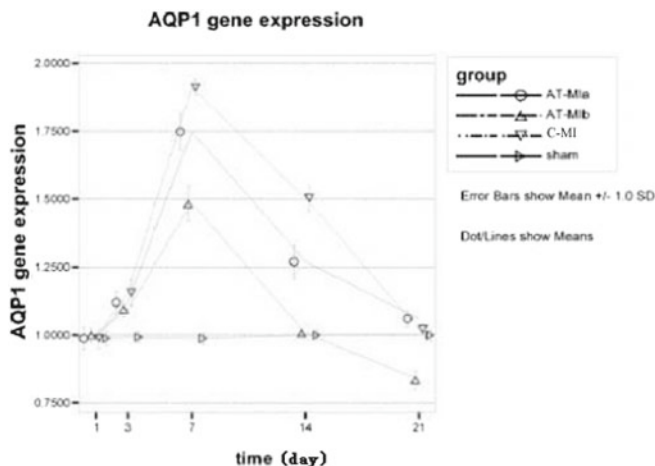 AQP1 gene expression
AQP1 gene expression
2.0000
1.7500
1.5000
1.2500
1.0000
0.7500
1 3 7 14 21
time (day)
group
AT-MIa
AT-MIb
C-MI
sham
Error Bars show Mean +/- 1.0 SD
Dot/Lines show Means